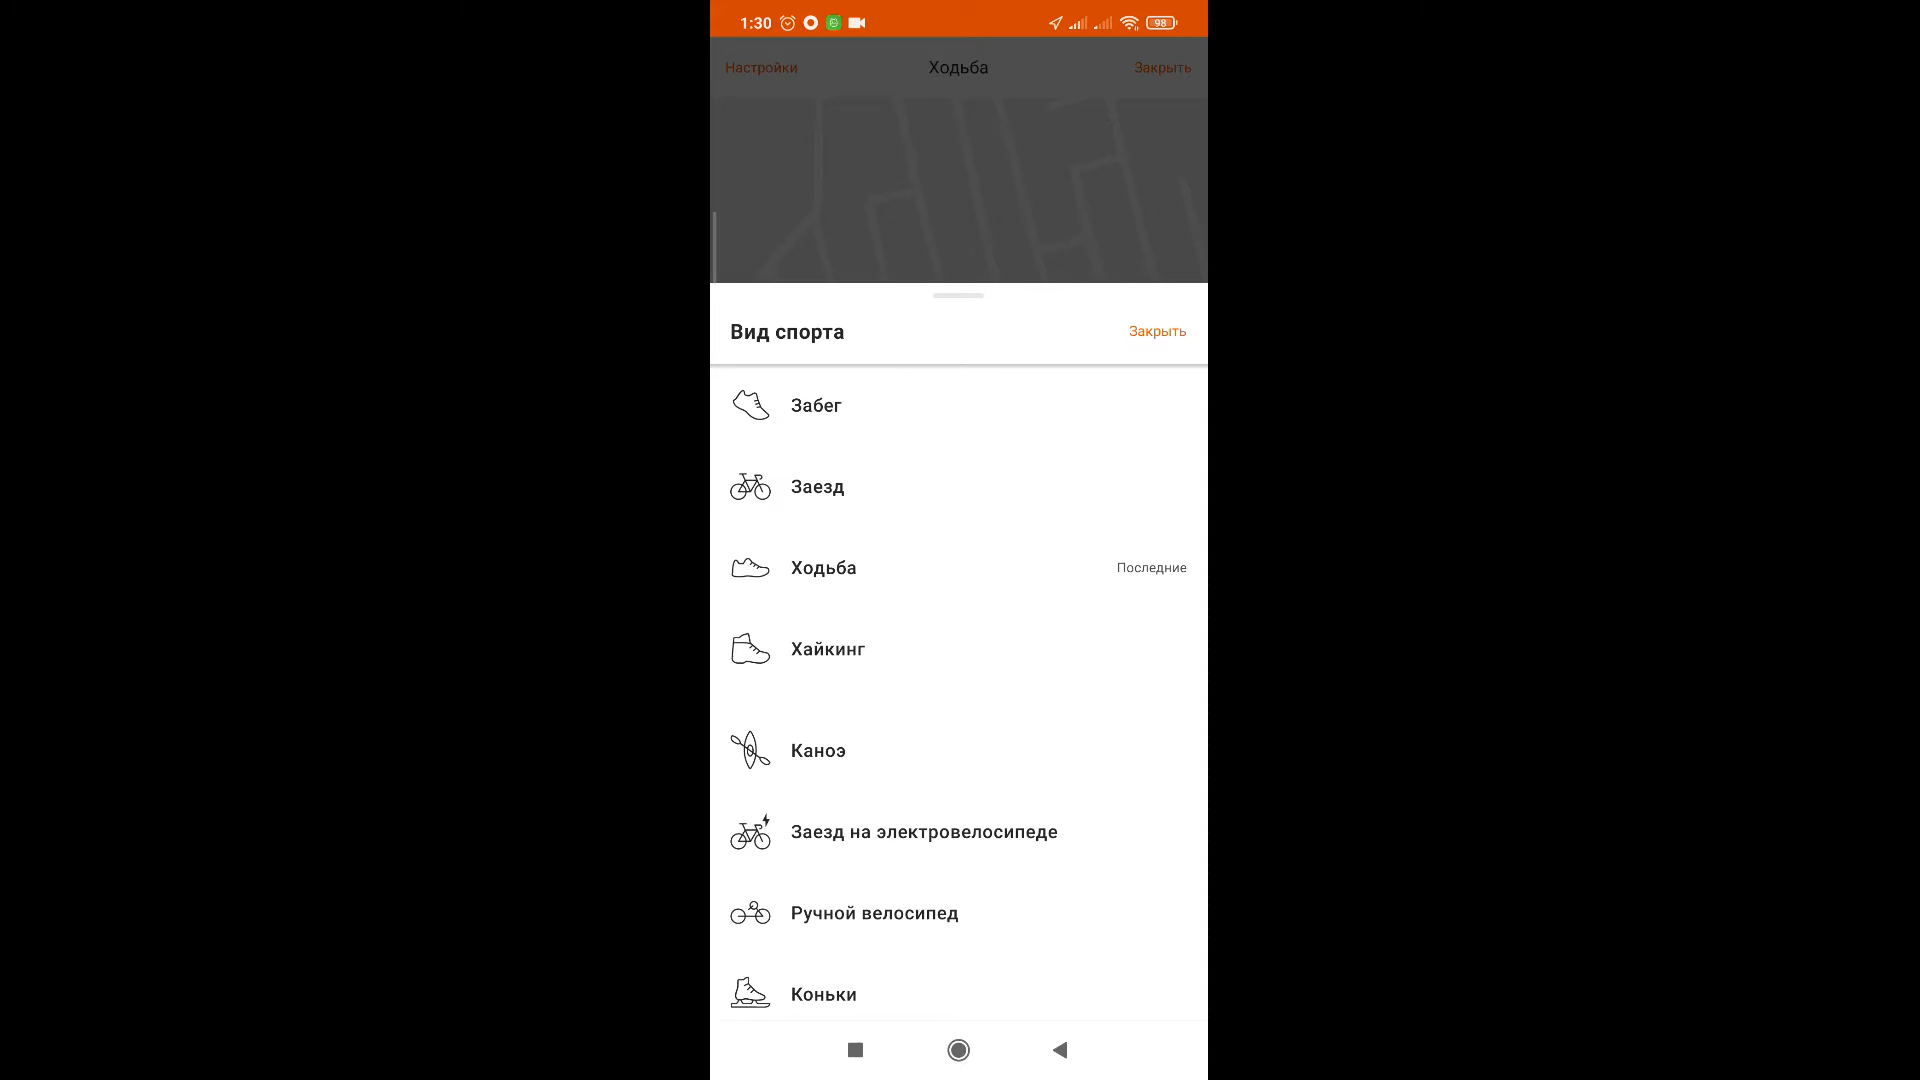 1:30 98
Настройки Ходьба Закрыть
Вид спорта Закрыть
Забег
Заезд
Ходьба Последние
Хайкинг
Каноэ
Заезд на электровелосипеде
Ручной велосипед
Коньки